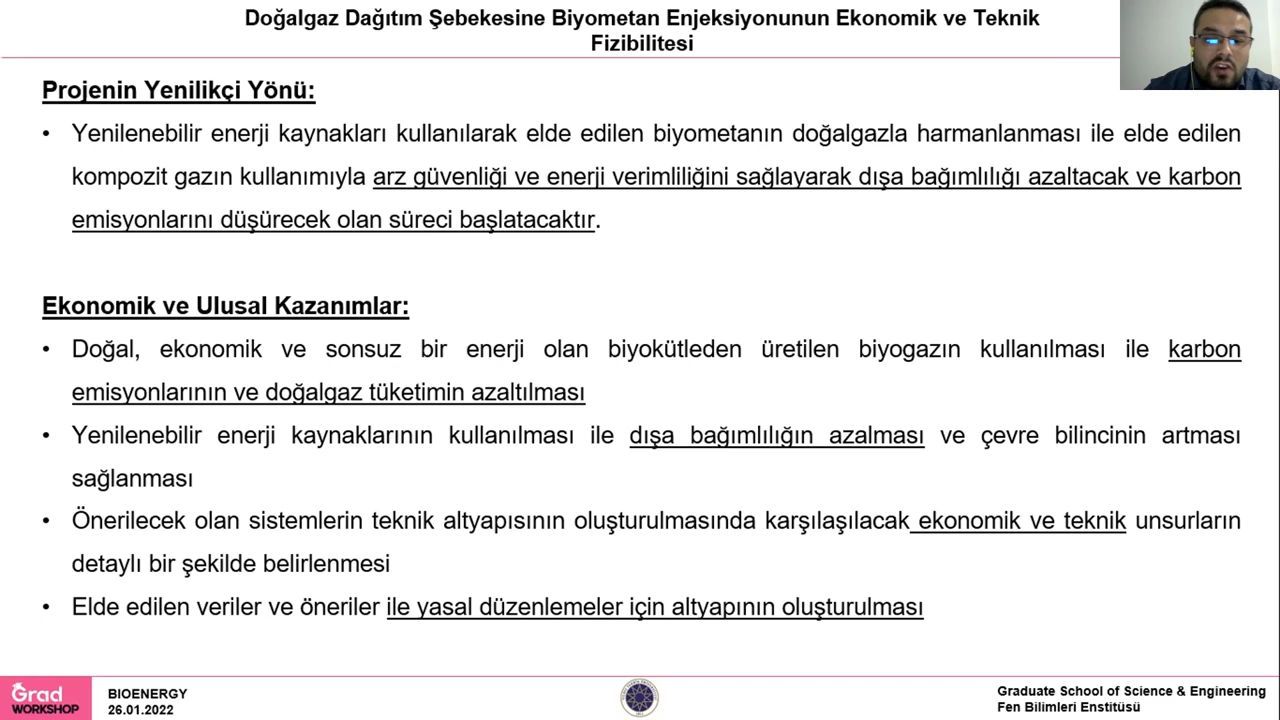 Doğalgaz Dağıtım Şebekesine Biyometan Enjeksiyonunun Ekonomik ve Teknik
Fizibilitesi
Projenin Yenilikçi Yönü:
• Yenilenebilir enerji kaynakları kullanılarak elde edilen biyometanın doğalgazla harmanlanması ile elde edilen
kompozit gazın kullanımıyla arz güvenliği ve enerji verimliliğini sağlayarak dışa bağımlılığı azaltacak ve karbon
emisyonlarını düşürecek olan süreci başlatacaktır.
Ekonomik ve Ulusal Kazanımlar:
• Doğal, ekonomik ve sonsuz bir enerji olan biyokütleden üretilen biyogazın kullanılması ile karbon
emisyonlarının ve doğalgaz tüketimin azaltılması
• Yenilenebilir enerji kaynaklarının kullanılması ile dışa bağımlılığın azalması ve çevre bilincinin artması
sağlanması
• Önerilecek olan sistemlerin teknik altyapısının oluşturulmasında karşılaşılacak ekonomik ve teknik unsurların
detaylı bir şekilde belirlenmesi
• Elde edilen veriler ve öneriler ile yasal düzenlemeler için altyapının oluşturulması
Grad
WORKSHOP
BIOENERGY
26.01.2022
Graduate School of Science & Engineering
Fen Bilimleri Enstitüsü